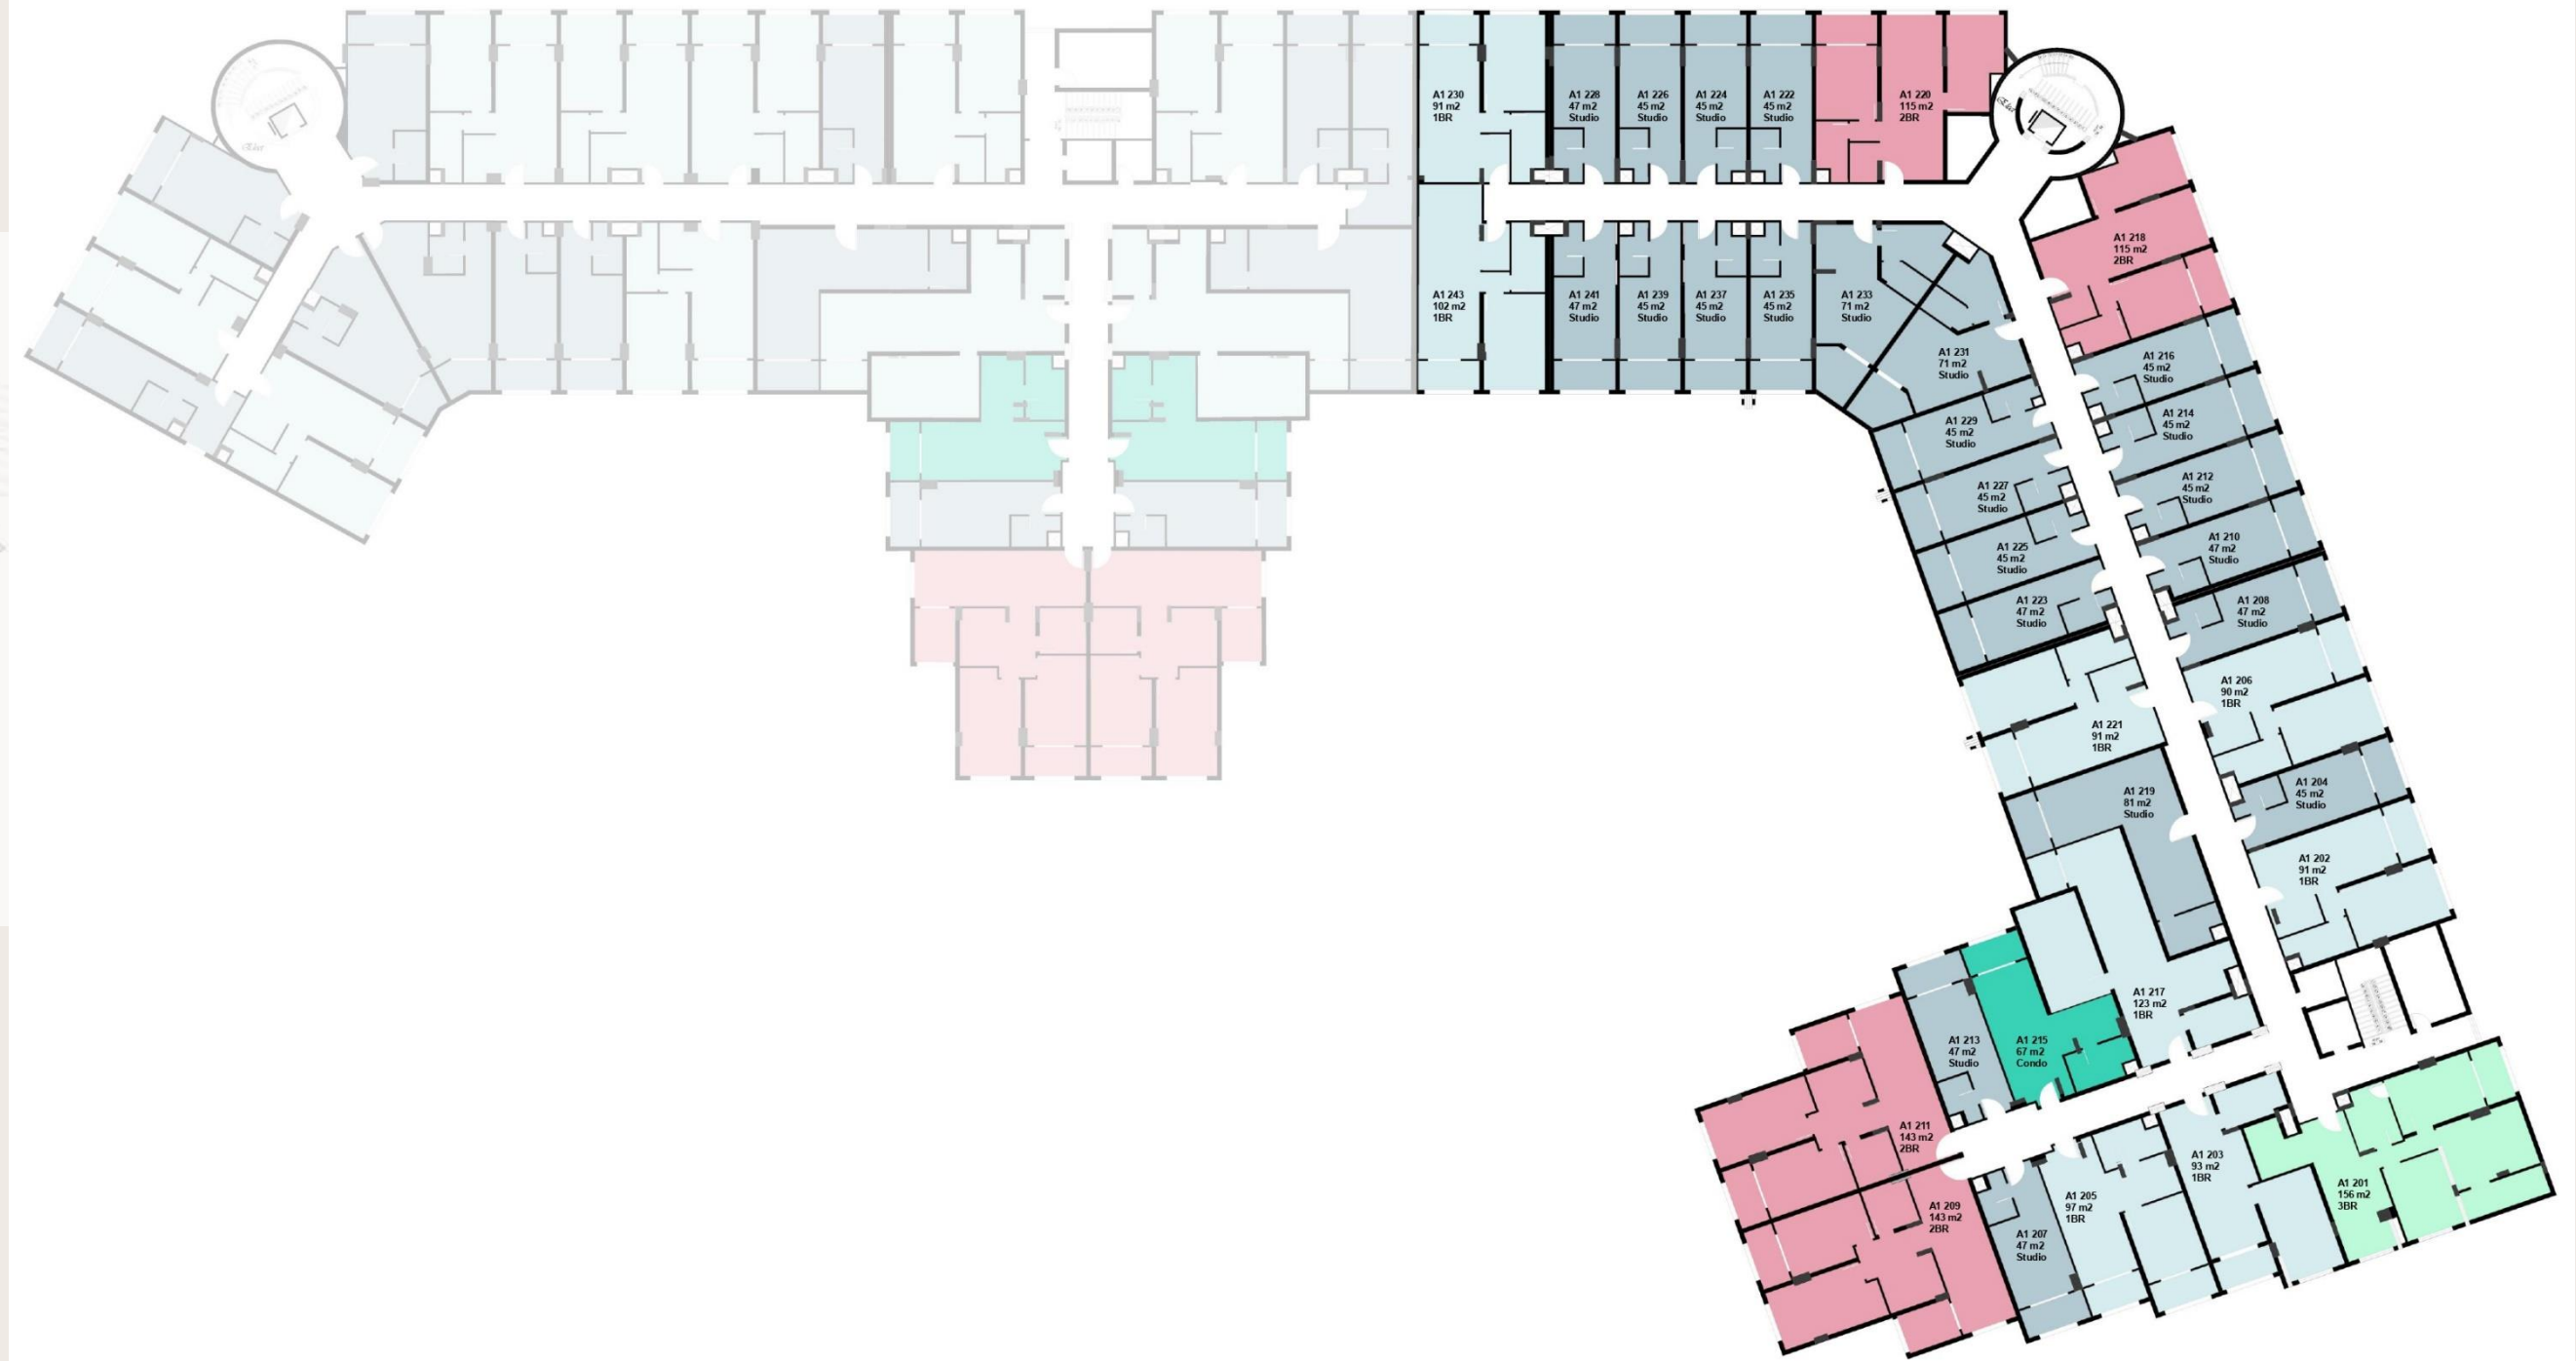 A1 230
91 m2
1BR
A1 228
47 m2
Studio
A1 226
45 m2
Studio
A1 224
45 m2
Studio
A1 222
45 m2
Studio
A1 220
115 m2
2BR
A1 218
115 m2
2BR
A1 243
102 m2
1BR
A1 241
47 m2
Studio
A1 239
45 m2
Studio
A1 237
45 m2
Studio
A1 235
45 m2
Studio
A1 233
71 m2
Studio
A1 231
71 m2
Studio
A1 216
45 m2
Studio
A1 229
45 m2
Studio
A1 214
45 m2
Studio
A1 227
45 m2
Studio
A1 212
45 m2
Studio
A1 225
45 m2
Studio
A1 210
47 m2
Studio
A1 223
47 m2
Studio
A1 208
47 m2
Studio
A1 221
91 m2
1BR
A1 206
90 m2
1BR
A1 219
81 m2
Studio
A1 204
45 m2
Studio
A1 202
91 m2
1BR
A1 217
123 m2
1BR
A1 213
47 m2
Studio
A1 215
67 m2
Condo
A1 211
143 m2
2BR
A1 209
143 m2
2BR
A1 207
47 m2
Studio
A1 205
97 m2
1BR
A1 203
93 m2
1BR
A1 201
156 m2
3BR